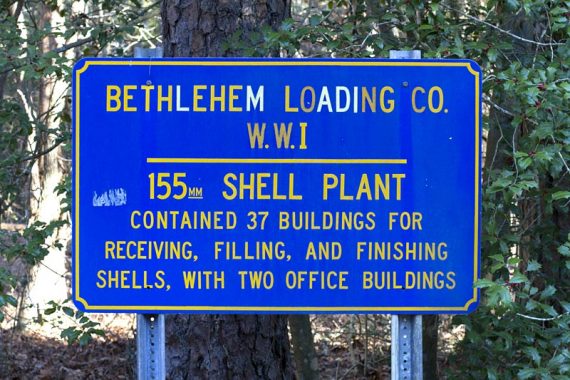 BETHLEHEM LOADING CO.
W.W.I
155MM SHELL PLANT
CONTAINED 37 BUILDINGS FOR
RECEIVING, FILLING, AND FINISHING
SHELLS, WITH TWO OFFICE BUILDINGS